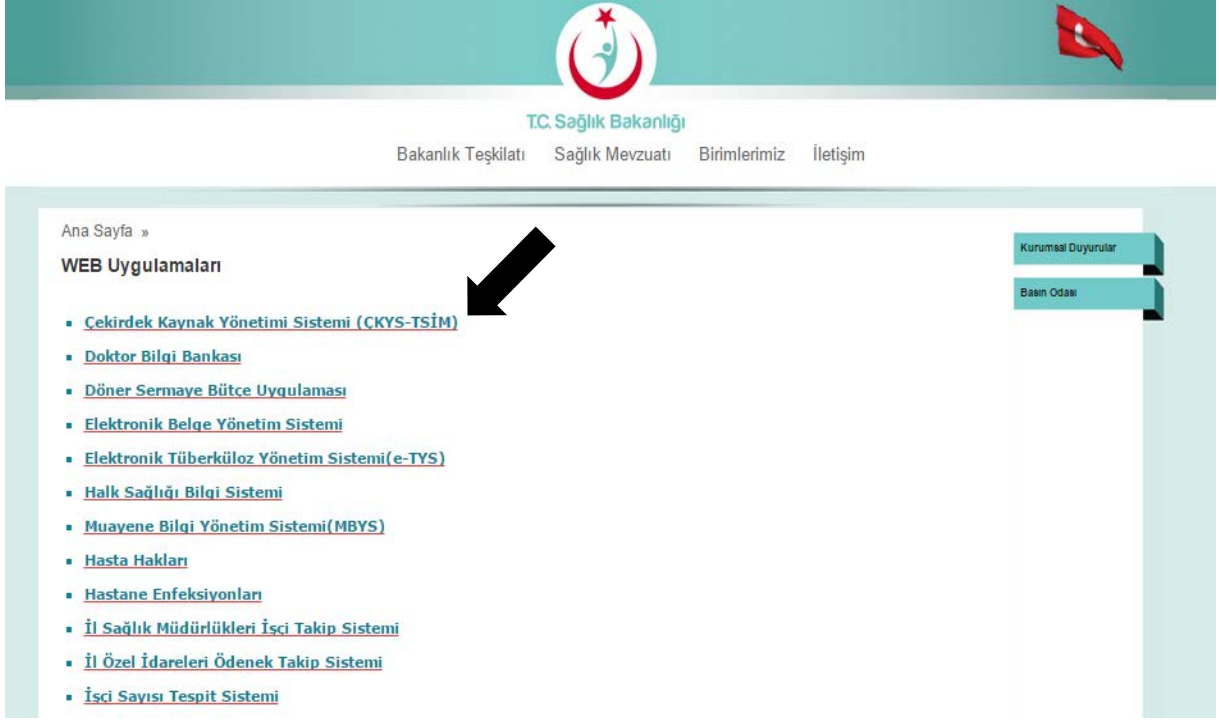 T.C. Sağlık Bakanlığı
Bakanlık Teşkilatı Sağlık Mevzuatı Birimlerimiz İletişim
Ana Sayfa »
WEB Uygulamaları
Kurumsal Duyurular
Basın Odası
Çekirdek Kaynak Yönetimi Sistemi (ÇKYS-TSİM)
Doktor Bilgi Bankası
Döner Sermaye Bütçe Uygulaması
Elektronik Belge Yönetim Sistemi
Elektronik Tüberküloz Yönetim Sistemi(e-TYS)
Halk Sağlığı Bilgi Sistemi
Muayene Bilgi Yönetim Sistemi(MBYS)
Hasta Hakları
Hastane Enfeksiyonları
İl Sağlık Müdürlükleri İşçi Takip Sistemi
İl Özel İdareleri Ödenek Takip Sistemi
İşçi Sayısı Tespit Sistemi